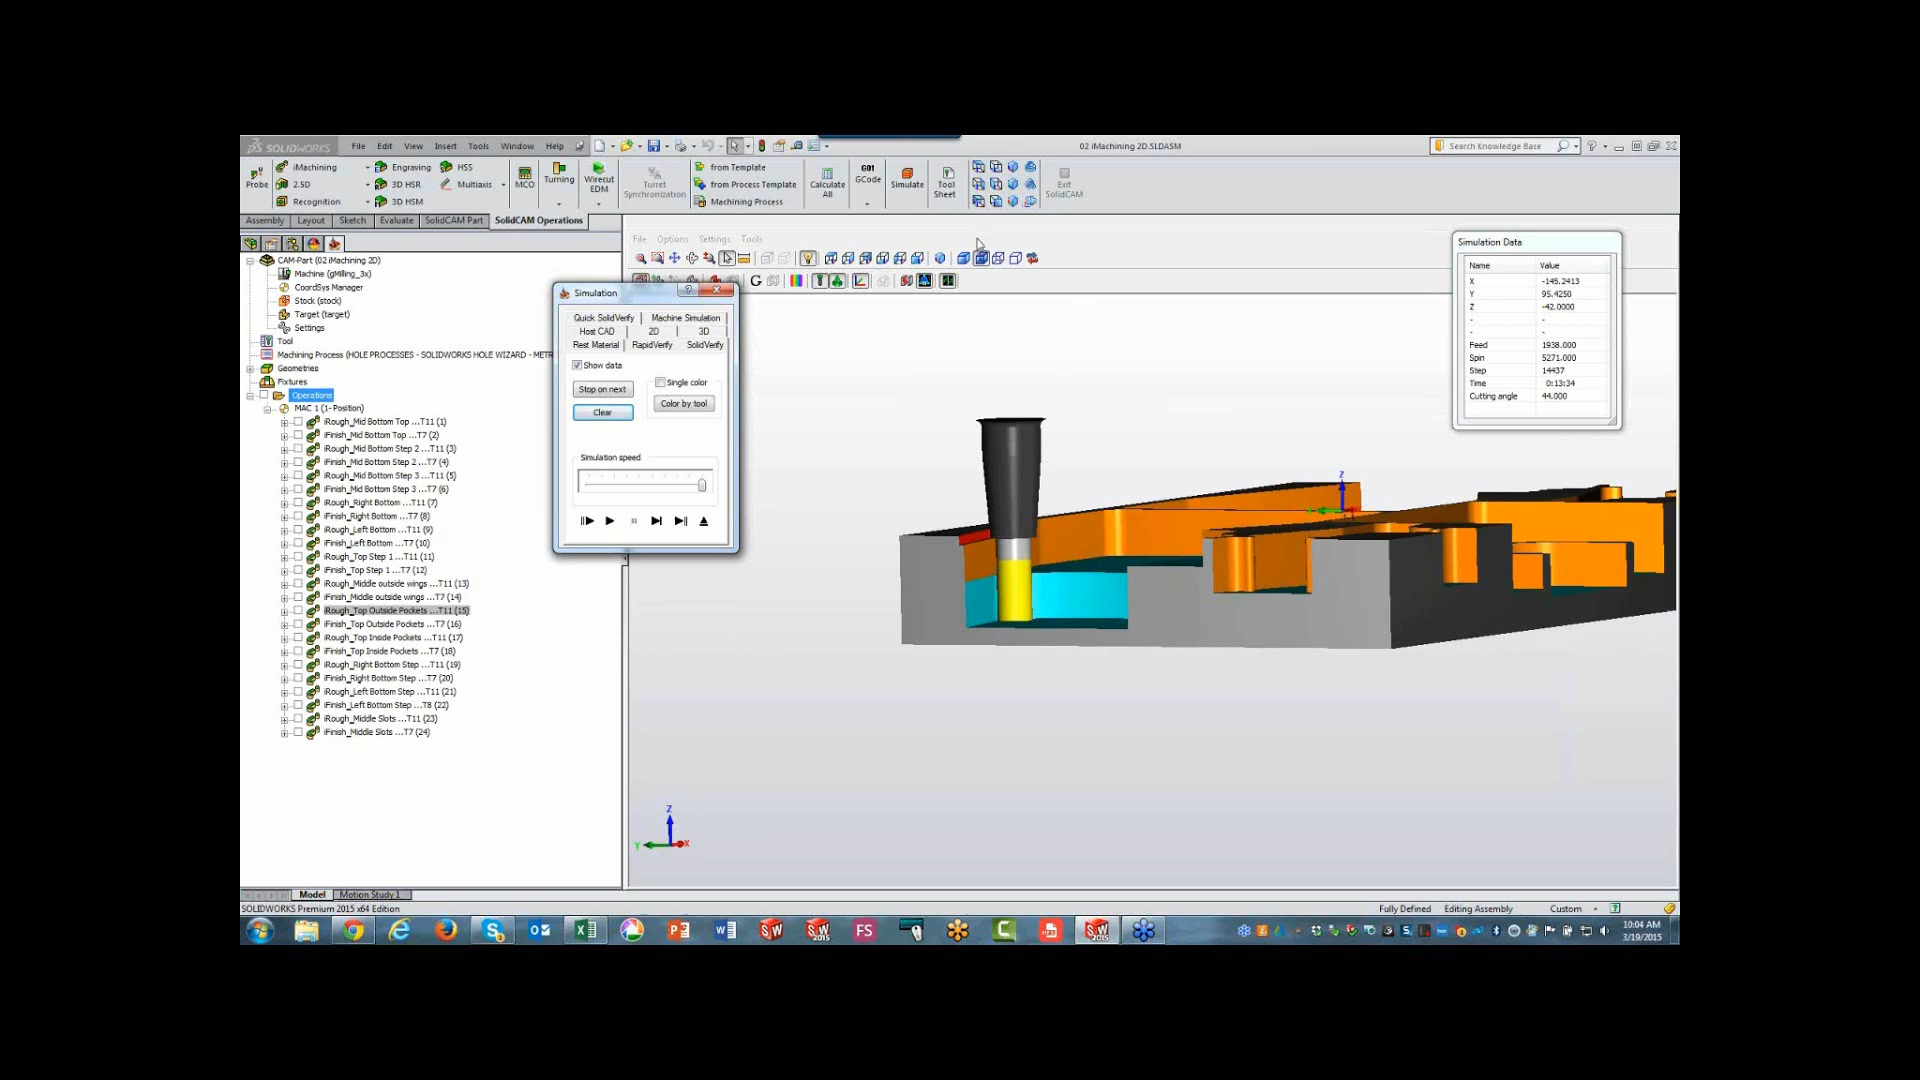 SOLIDWORKS File Edit View Insert Tools Window Help 02 iMachining 2D.SLDASM Search Knowledge Base
Probe iMachining Engraving HSS MCO Turning Wirecut EDM Turret Synchronization from Template Calculate All G01 GCode Simulate Tool Sheet Exit SolidCAM
2.5D 3D HSR Multiaxis from Process Template
Recognition 3D HSM Machining Process
Assembly Layout Sketch Evaluate SolidCAM Part SolidCAM Operations
File Options Settings Tools
CAM-Part (02 iMachining 2D)
Machine (gMilling_3x)
CoordSys Manager
Stock (stock)
Target (target)
Settings
Tool
Machining Process (HOLE PROCESSES - SOLIDWORKS HOLE WIZARD - METR
Geometries
Fixtures
Operations
MAC 1 (1- Position)
iRough_Mid Bottom Top ...T11 (1)
iFinish_Mid Bottom Top ...T7 (2)
iRough_Mid Bottom Step 2 ...T11 (3)
iFinish_Mid Bottom Step 2 ...T7 (4)
iRough_Mid Bottom Step 3 ...T11 (5)
iFinish_Mid Bottom Step 3 ...T7 (6)
iRough_Right Bottom ...T11 (7)
iFinish_Right Bottom ...T7 (8)
iRough_Left Bottom ...T11 (9)
iFinish_Left Bottom ...T7 (10)
iRough_Top Step 1 ...T11 (11)
iFinish_Top Step 1 ...T7 (12)
iRough_Middle outside wings ...T11 (13)
iFinish_Middle outside wings ...T7 (14)
iRough_Top Outside Pockets ...T11 (15)
iFinish_Top Outside Pockets ...T7 (16)
iRough_Top Inside Pockets ...T11 (17)
iFinish_Top Inside Pockets ...T7 (18)
iRough_Right Bottom Step ...T11 (19)
iFinish_Right Bottom Step ...T7 (20)
iRough_Left Bottom Step ...T11 (21)
iFinish_Left Bottom Step ...T8 (22)
iRough_Middle Slots ...T11 (23)
iFinish_Middle Slots ...T7 (24)
Simulation
Quick SolidVerify Machine Simulation
Host CAD 2D 3D
Rest Material RapidVerify SolidVerify
Show data
Stop on next Single color
Clear Color by tool
Simulation speed
Simulation Data
Name Value
X -145.2413
Y 95.4250
Z -42.0000
- -
- -
Feed 1938.000
Spin 5271.000
Step 14437
Time 0:13:34
Cutting angle 44.000
Z
Z
Y X
Model Motion Study 1
SOLIDWORKS Premium 2015 x64 Edition Fully Defined Editing Assembly Custom
FS
10:04 AM
3/19/2015